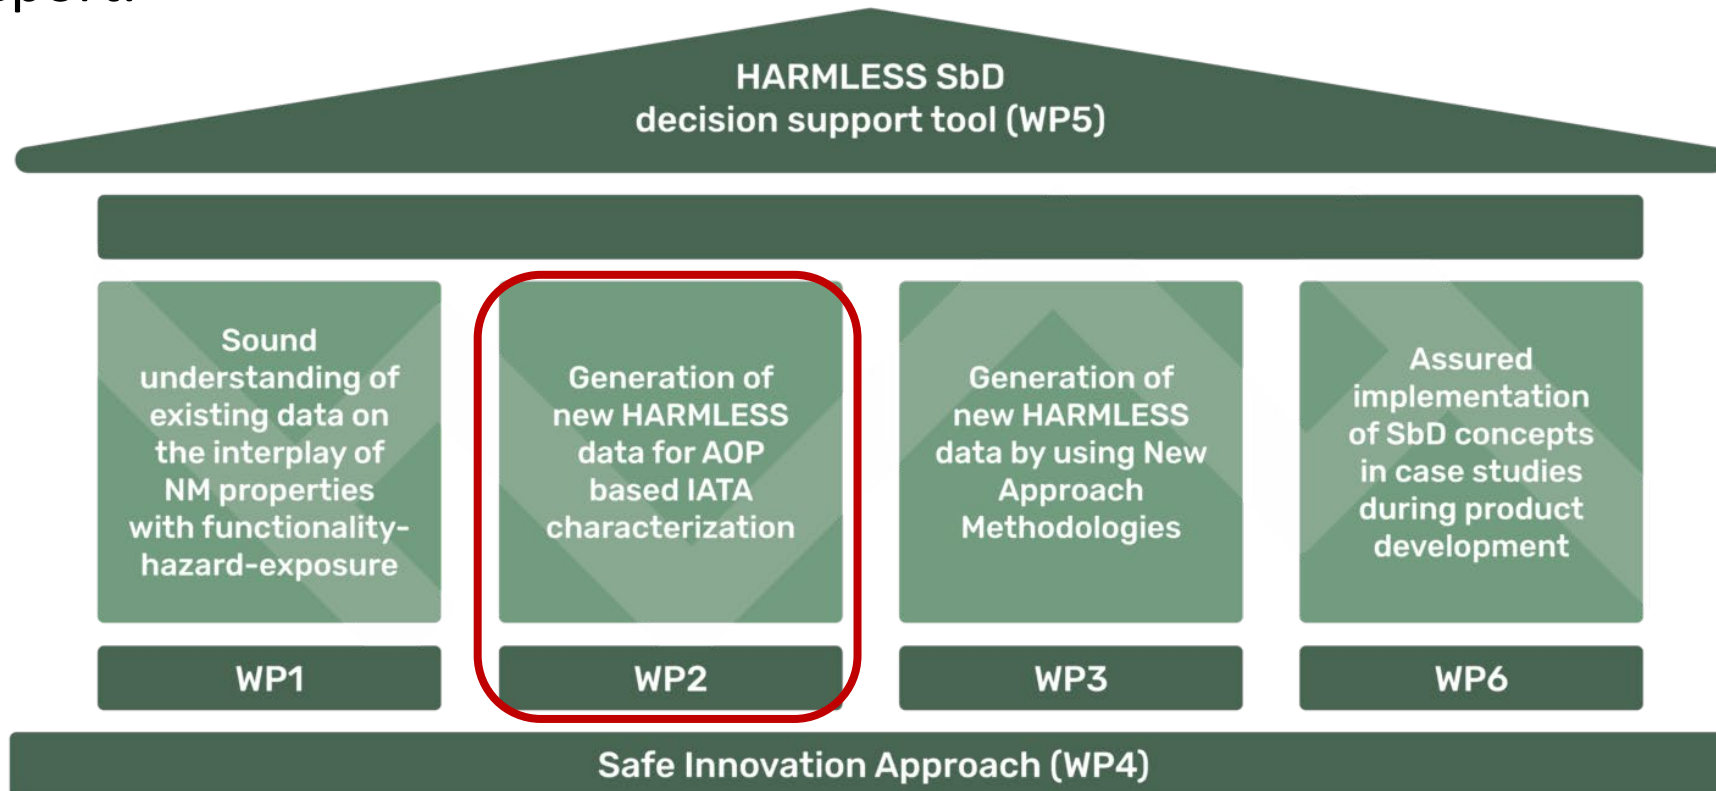 HARMLESS SbD
decision support tool (WP5)
Sound
understanding of
existing data on
the interplay of
NM properties
with functionality-
hazard-exposure
WP1
Generation of
new HARMLESS
data for AOP
based IATA
characterization
WP2
Generation of
new HARMLESS
data by using New
Approach
Methodologies
WP3
Assured
implementation
of SbD concepts
in case studies
during product
development
WP6
Safe Innovation Approach (WP4)